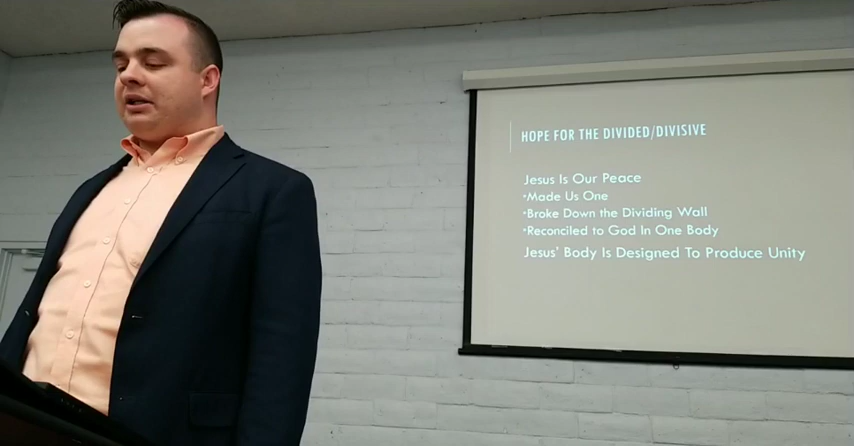 HOPE FOR THE DIVIDED/DIVISIVE
Jesus Is Our Peace
•Made Us One
•Broke Down the Dividing Wall
•Reconciled to God In One Body
Jesus' Body Is Designed To Produce Unity